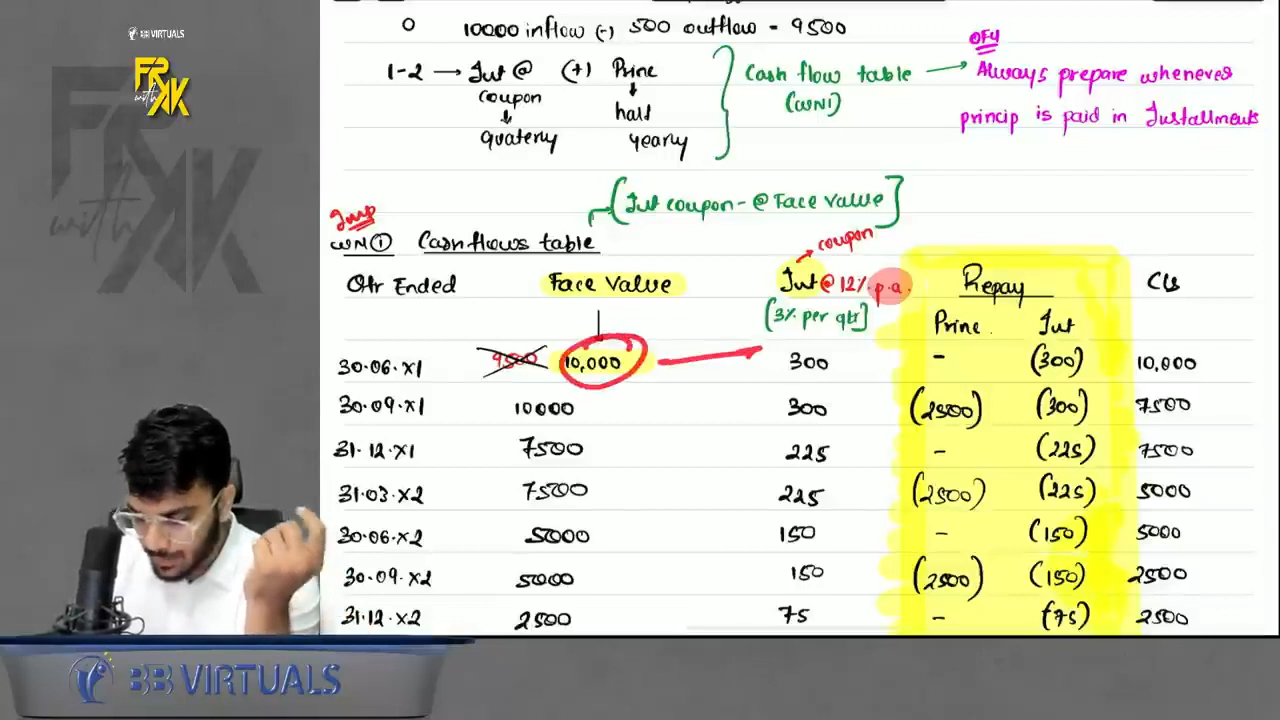 BB VIRTUALS
FR with AK
0 10000 inflow (-) 500 outflow = 9500
OFY
1-2 → Int @ (+) Princ
coupon half
quaterly yearly
Cash flow table
(WN1)
Always prepare whenever
princip is paid in Installments
(Int coupon - @ Face Value)
Imp
WN① Cashflows table
coupon
Qtr Ended Face Value Int @ 12% p.a. Repay Cls
[3% per qtr] Princ. Int
30.06.x1 9500 10,000 300 - (300) 10,000
30.09.x1 10000 300 (2500) (300) 7500
31.12.x1 7500 225 - (225) 7500
31.03.x2 7500 225 (2500) (225) 5000
30.06.x2 5000 150 - (150) 5000
30.09.x2 5000 150 (2500) (150) 2500
31.12.x2 2500 75 - (75) 2500
BB VIRTUALS